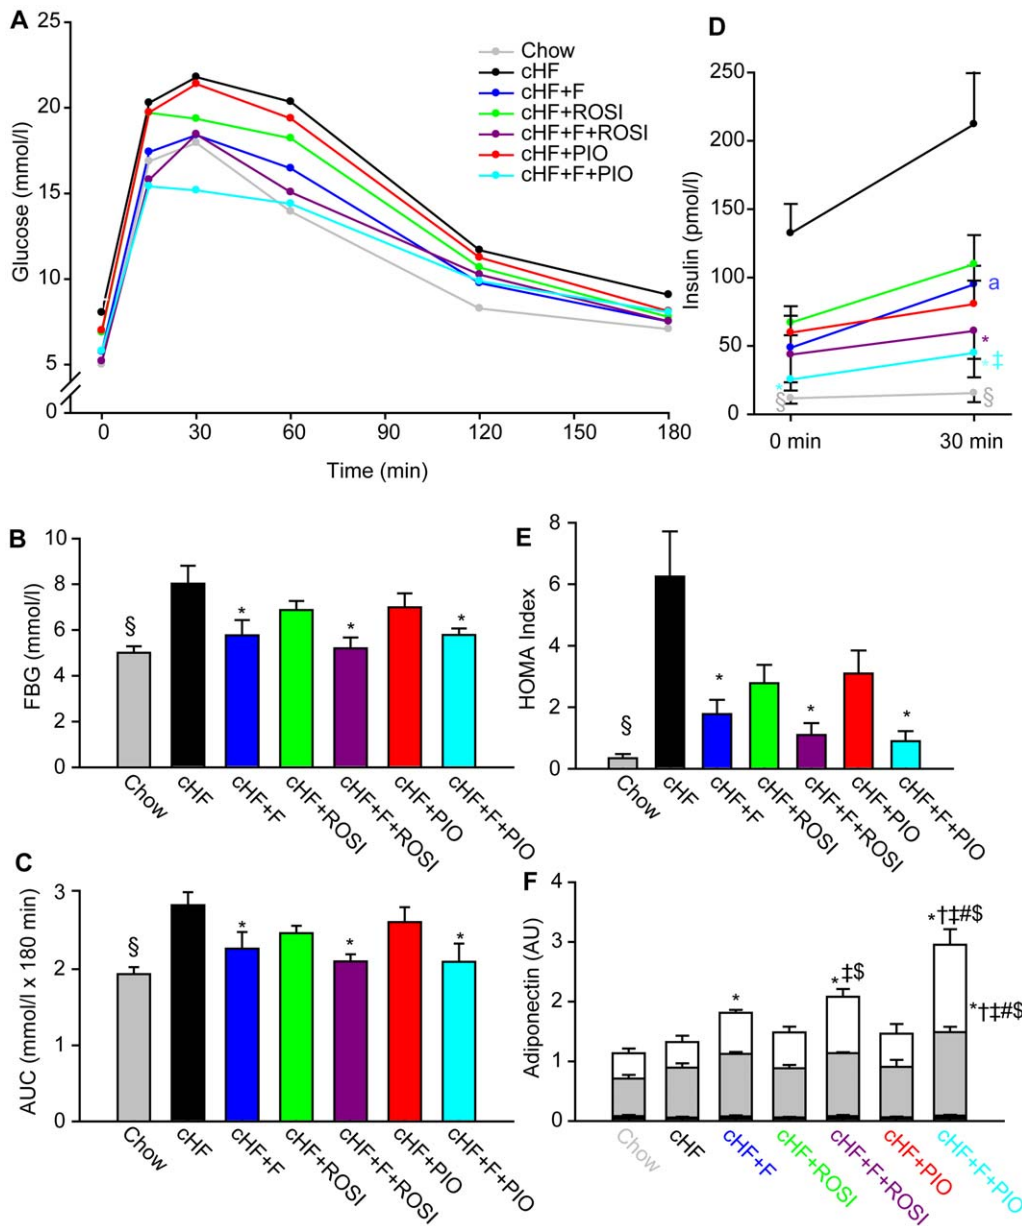 A
25
20
15
10
5
0
Glucose (mmol/l)
0 30 60 90 120 150 180
Time (min)
Chow
cHF
cHF+F
cHF+ROSI
cHF+F+ROSI
cHF+PIO
cHF+F+PIO
D
250
200
150
100
50
0
Insulin (pmol/l)
a
*
*‡
*
§ §
0 min 30 min
B
10
8
6
4
2
0
FBG (mmol/l)
§ * * *
Chow cHF cHF+F cHF+ROSI cHF+F+ROSI cHF+PIO cHF+F+PIO
E
8
6
4
2
0
HOMA Index
§ * * *
Chow cHF cHF+F cHF+ROSI cHF+F+ROSI cHF+PIO cHF+F+PIO
C
3
2
1
0
AUC (mmol/l x 180 min)
§ * * *
Chow cHF cHF+F cHF+ROSI cHF+F+ROSI cHF+PIO cHF+F+PIO
F
4
3
2
1
0
Adiponectin (AU)
*
*‡$
*†‡#$
*†‡#$
Chow cHF cHF+F cHF+ROSI cHF+F+ROSI cHF+PIO cHF+F+PIO